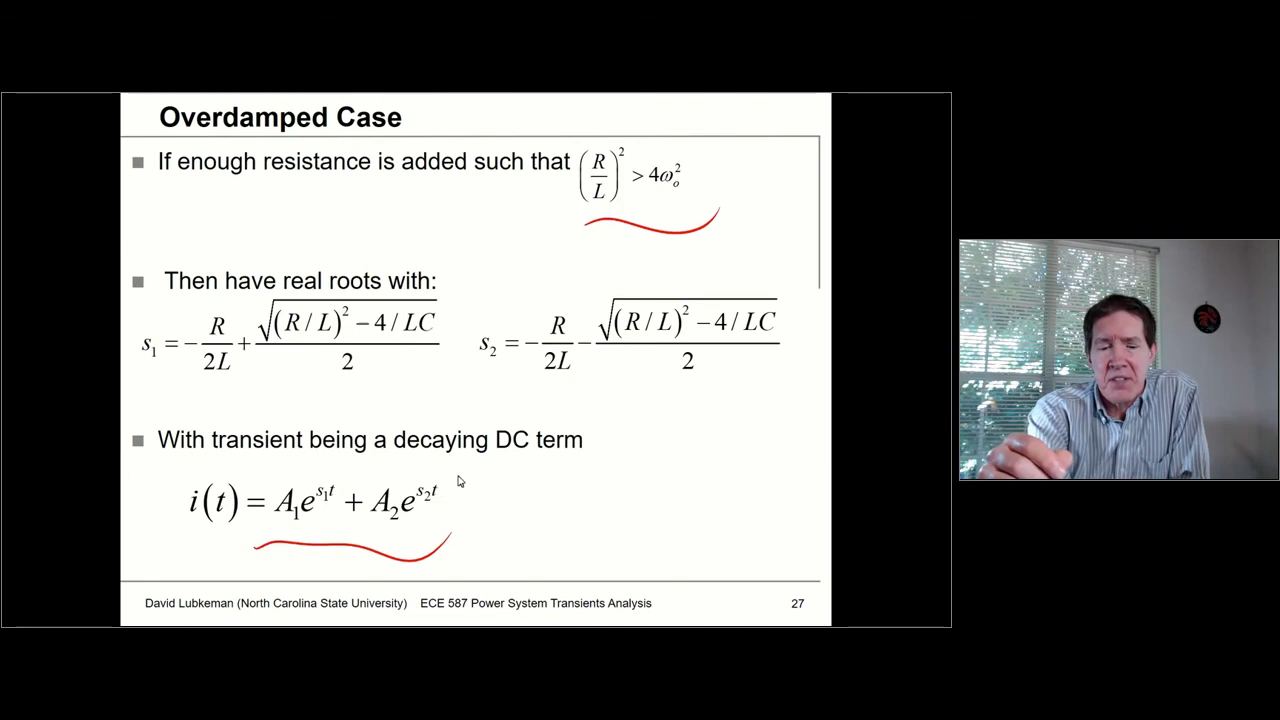 Overdamped Case
If enough resistance is added such that (R/L)² > 4ωₒ²
Then have real roots with:
s₁ = −R/2L + √((R/L)² − 4/LC)/2    s₂ = −R/2L − √((R/L)² − 4/LC)/2
With transient being a decaying DC term
i(t) = A₁e^{s₁t} + A₂e^{s₂t}
David Lubkeman (North Carolina State University) ECE 587 Power System Transients Analysis 27